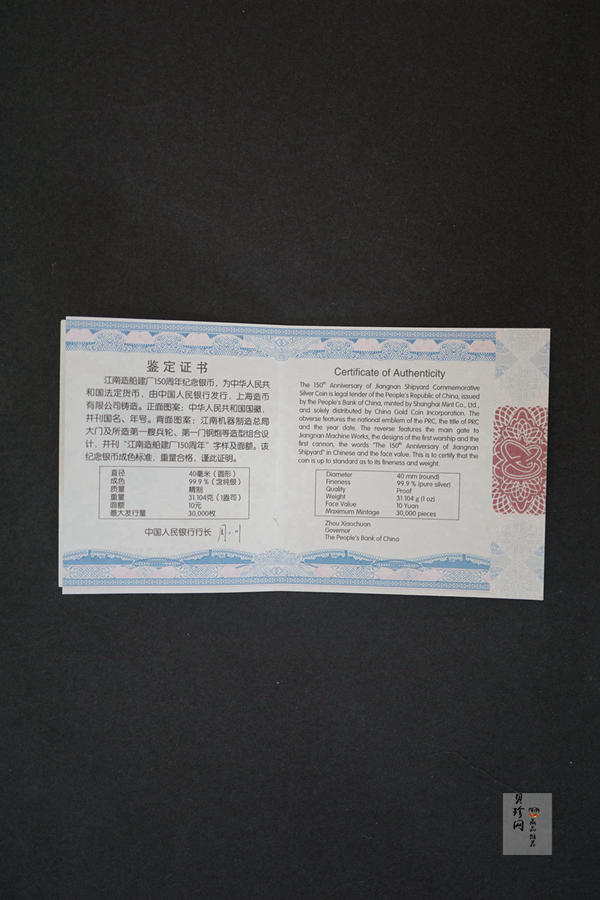 鉴定证书
江南造船建厂150周年纪念银币，为中华人民共
和国法定货币，由中国人民银行发行，上海造币
有限公司铸造。正面图案：中华人民共和国国徽，
并刊国名、年号。背面图案：江南机器制造总局
大门及所造第一艘兵轮、第一门钢炮等造型组合设
计，并刊“江南造船建厂150周年”字样及面额。该
纪念银币成色标准，重量合格，谨此证明。
直径 40毫米（圆形）
成色 99.9％（含纯银）
质量 精制
重量 31.104克（1盎司）
面额 10元
最大发行量 30,000枚
中国人民银行行长
Certificate of Authenticity
The 150th Anniversary of Jiangnan Shipyard Commemorative
Silver Coin is legal tender of the People's Republic of China, issued
by the People's Bank of China, minted by Shanghai Mint Co., Ltd.,
and solely distributed by China Gold Coin Incorporation. The
obverse features the national emblem of the PRC, the title of PRC
and the year date. The reverse features the main gate to
Jiangnan Machine Works, the designs of the first warship and the
first cannon, the words "The 150th Anniversary of Jiangnan
Shipyard" in Chinese and the face value. This is to certify that the
coin is up to standard as to its fineness and weight.
Diameter 40 mm (round)
Fineness 99.9 % (pure silver)
Quality Proof
Weight 31.104 g (1 oz)
Face Value 10 Yuan
Maximum Mintage 30,000 pieces
Zhou Xiaochuan
Governor
The People's Bank of China
贝珍网